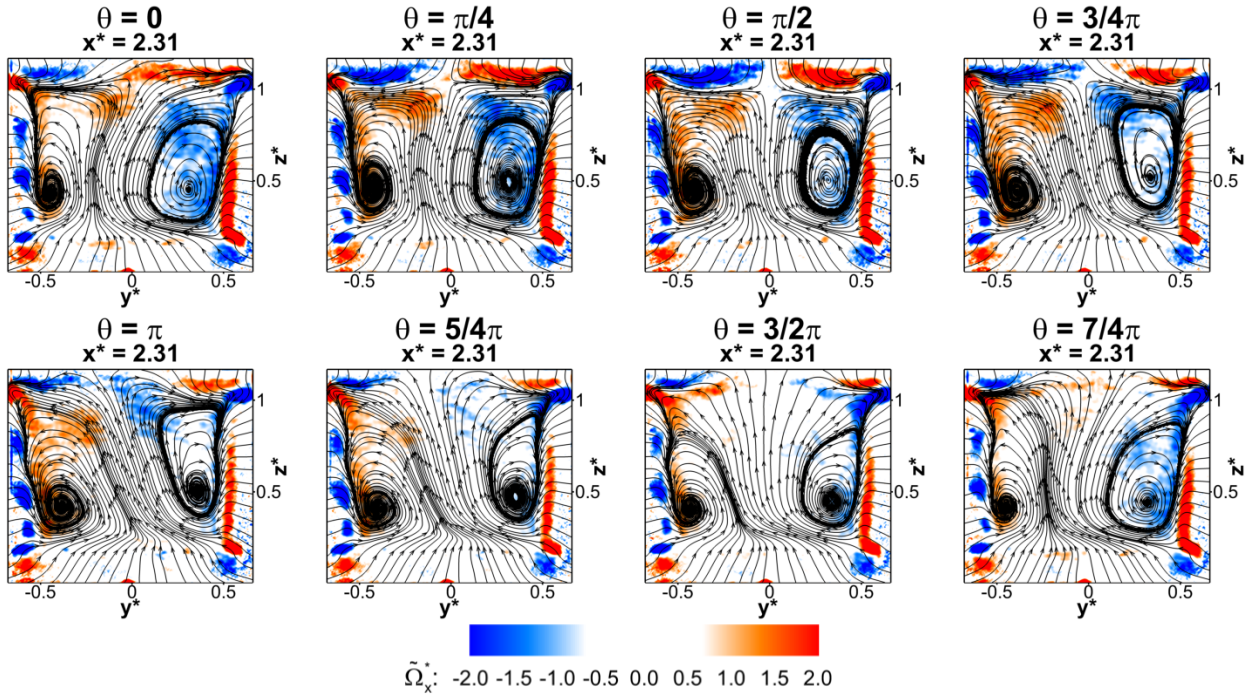 θ = 0
x* = 2.31
1
z*
0.5
-0.5 0 0.5
y*
θ = π/4
x* = 2.31
1
z*
0.5
-0.5 0 0.5
y*
θ = π/2
x* = 2.31
1
z*
0.5
-0.5 0 0.5
y*
θ = 3/4π
x* = 2.31
1
z*
0.5
-0.5 0 0.5
y*
θ = π
x* = 2.31
1
z*
0.5
-0.5 0 0.5
y*
θ = 5/4π
x* = 2.31
1
z*
0.5
-0.5 0 0.5
y*
θ = 3/2π
x* = 2.31
1
z*
0.5
-0.5 0 0.5
y*
θ = 7/4π
x* = 2.31
1
z*
0.5
-0.5 0 0.5
y*
Ω̃*x: -2.0 -1.5 -1.0 -0.5 0.0 0.5 1.0 1.5 2.0